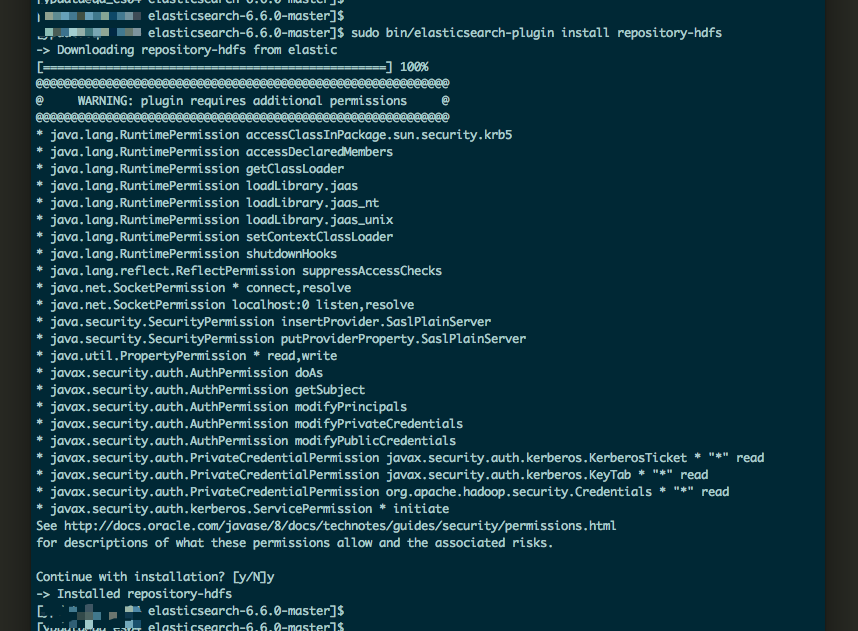 elasticsearch-6.6.0-master]$
elasticsearch-6.6.0-master]$
elasticsearch-6.6.0-master]$ sudo bin/elasticsearch-plugin install repository-hdfs
-> Downloading repository-hdfs from elastic
[=================================================] 100%
@@@@@@@@@@@@@@@@@@@@@@@@@@@@@@@@@@@@@@@@@@@@@@@@@@@@@@@@@@@
@     WARNING: plugin requires additional permissions     @
@@@@@@@@@@@@@@@@@@@@@@@@@@@@@@@@@@@@@@@@@@@@@@@@@@@@@@@@@@@
* java.lang.RuntimePermission accessClassInPackage.sun.security.krb5
* java.lang.RuntimePermission accessDeclaredMembers
* java.lang.RuntimePermission getClassLoader
* java.lang.RuntimePermission loadLibrary.jaas
* java.lang.RuntimePermission loadLibrary.jaas_nt
* java.lang.RuntimePermission loadLibrary.jaas_unix
* java.lang.RuntimePermission setContextClassLoader
* java.lang.RuntimePermission shutdownHooks
* java.lang.reflect.ReflectPermission suppressAccessChecks
* java.net.SocketPermission * connect,resolve
* java.net.SocketPermission localhost:0 listen,resolve
* java.security.SecurityPermission insertProvider.SaslPlainServer
* java.security.SecurityPermission putProviderProperty.SaslPlainServer
* java.util.PropertyPermission * read,write
* javax.security.auth.AuthPermission doAs
* javax.security.auth.AuthPermission getSubject
* javax.security.auth.AuthPermission modifyPrincipals
* javax.security.auth.AuthPermission modifyPrivateCredentials
* javax.security.auth.AuthPermission modifyPublicCredentials
* javax.security.auth.PrivateCredentialPermission javax.security.auth.kerberos.KerberosTicket * "*" read
* javax.security.auth.PrivateCredentialPermission javax.security.auth.kerberos.KeyTab * "*" read
* javax.security.auth.PrivateCredentialPermission org.apache.hadoop.security.Credentials * "*" read
* javax.security.auth.kerberos.ServicePermission * initiate
See http://docs.oracle.com/javase/8/docs/technotes/guides/security/permissions.html
for descriptions of what these permissions allow and the associated risks.
Continue with installation? [y/N]y
-> Installed repository-hdfs
elasticsearch-6.6.0-master]$
elasticsearch-6.6.0-master]$